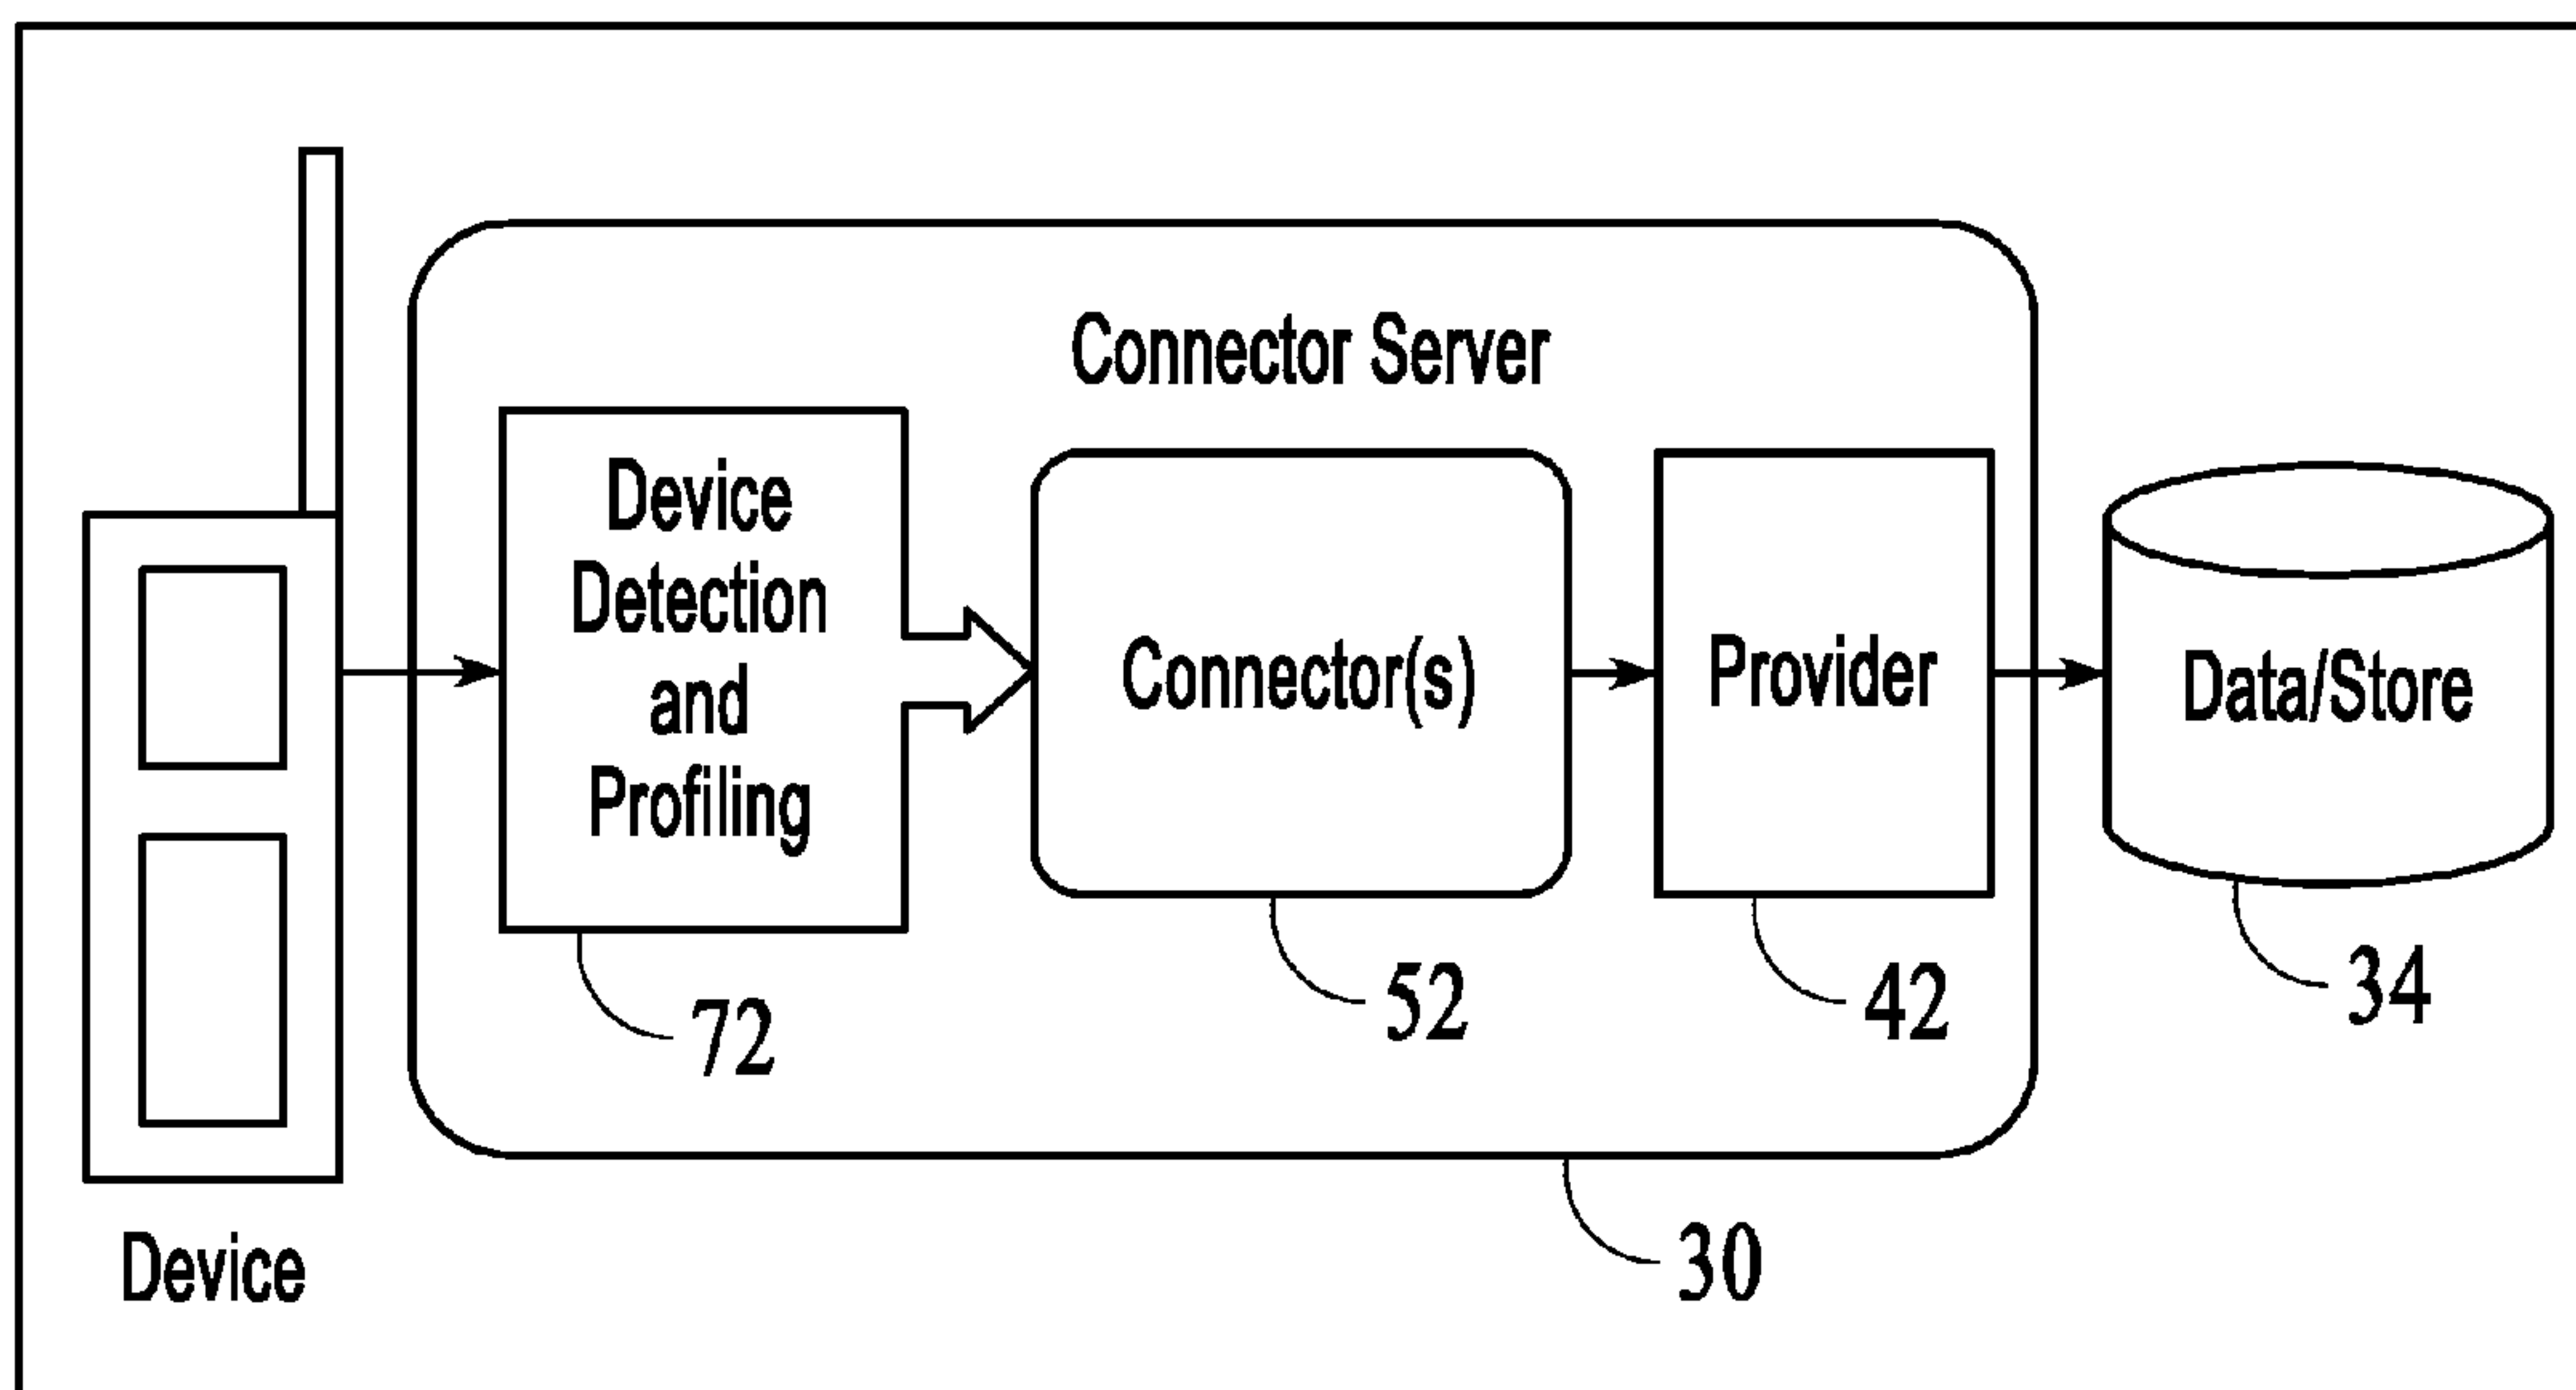 Connector Server
Device
Detection
and
Profiling
Connector(s)
Provider
Data/Store
72
52
42
34
30
Device